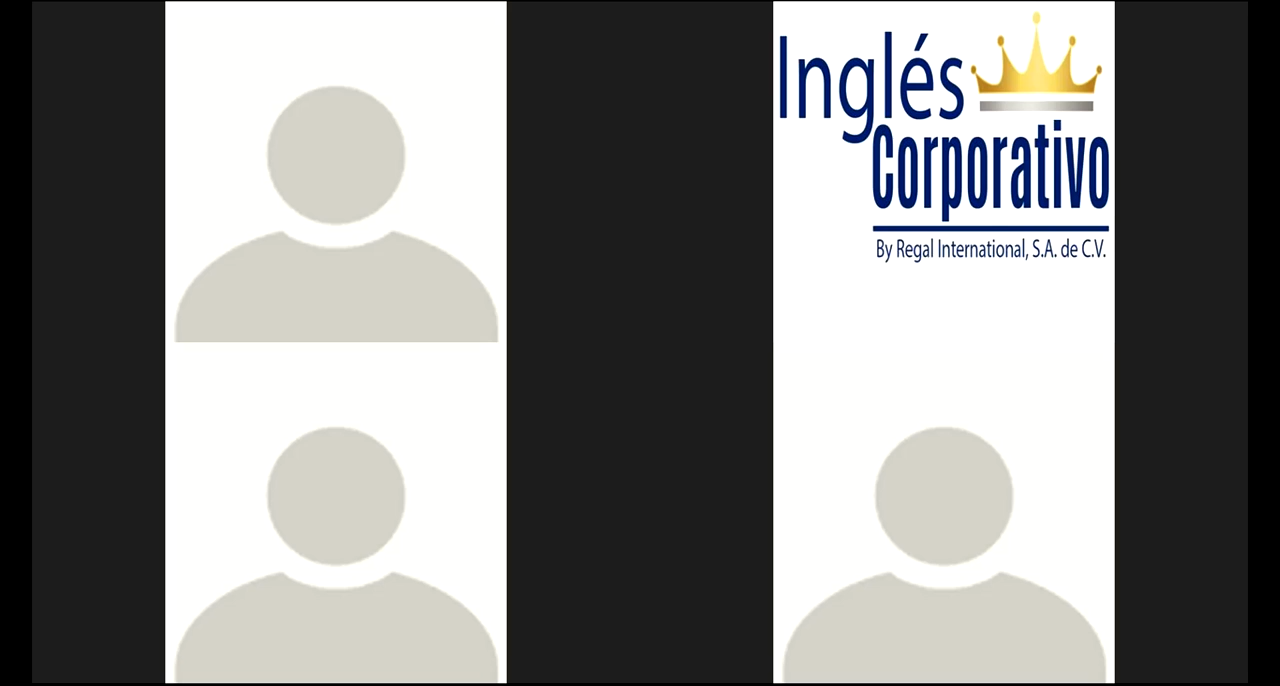 Inglés
Corporativo
By Regal International, S.A. de C.V.